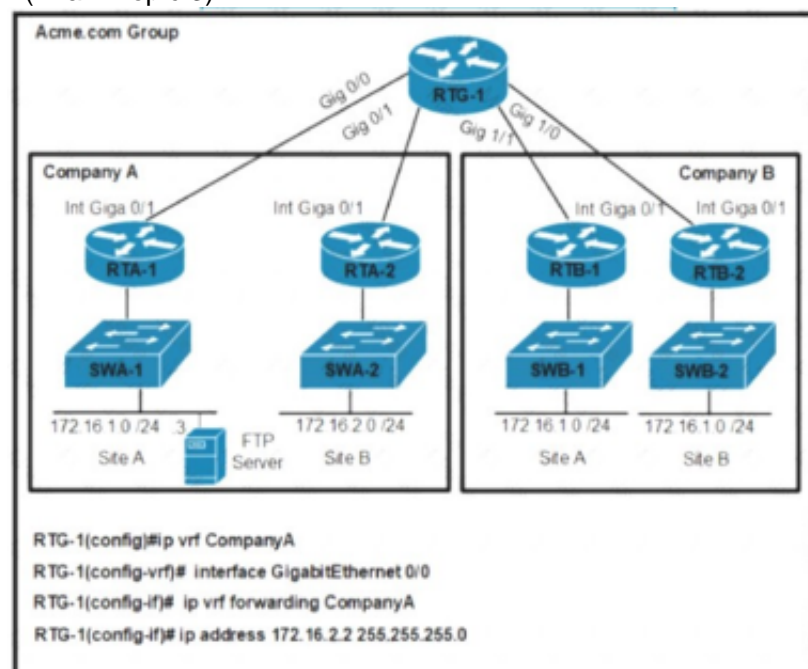 Acme.com Group
RTG-1
Gig 0/0
Gig 0/1
Gig 1/1
Gig 1/0
Company A
Company B
Int Giga 0/1
Int Giga 0/1
Int Giga 0/1
Int Giga 0/1
RTA-1
RTA-2
RTB-1
RTB-2
SWA-1
SWA-2
SWB-1
SWB-2
172.16.1.0 /24
.3
172 16.2 0 /24
172 16.1.0 /24
172 16.1.0 /24
FTP
Server
Site A
Site B
Site A
Site B
RTG-1(config)#ip vrf CompanyA
RTG-1(config-vrf)# interface GigabitEthernet 0/0
RTG-1(config-if)# ip vrf forwarding CompanyA
RTG-1(config-if)# ip address 172.16.2.2 255.255.255.0